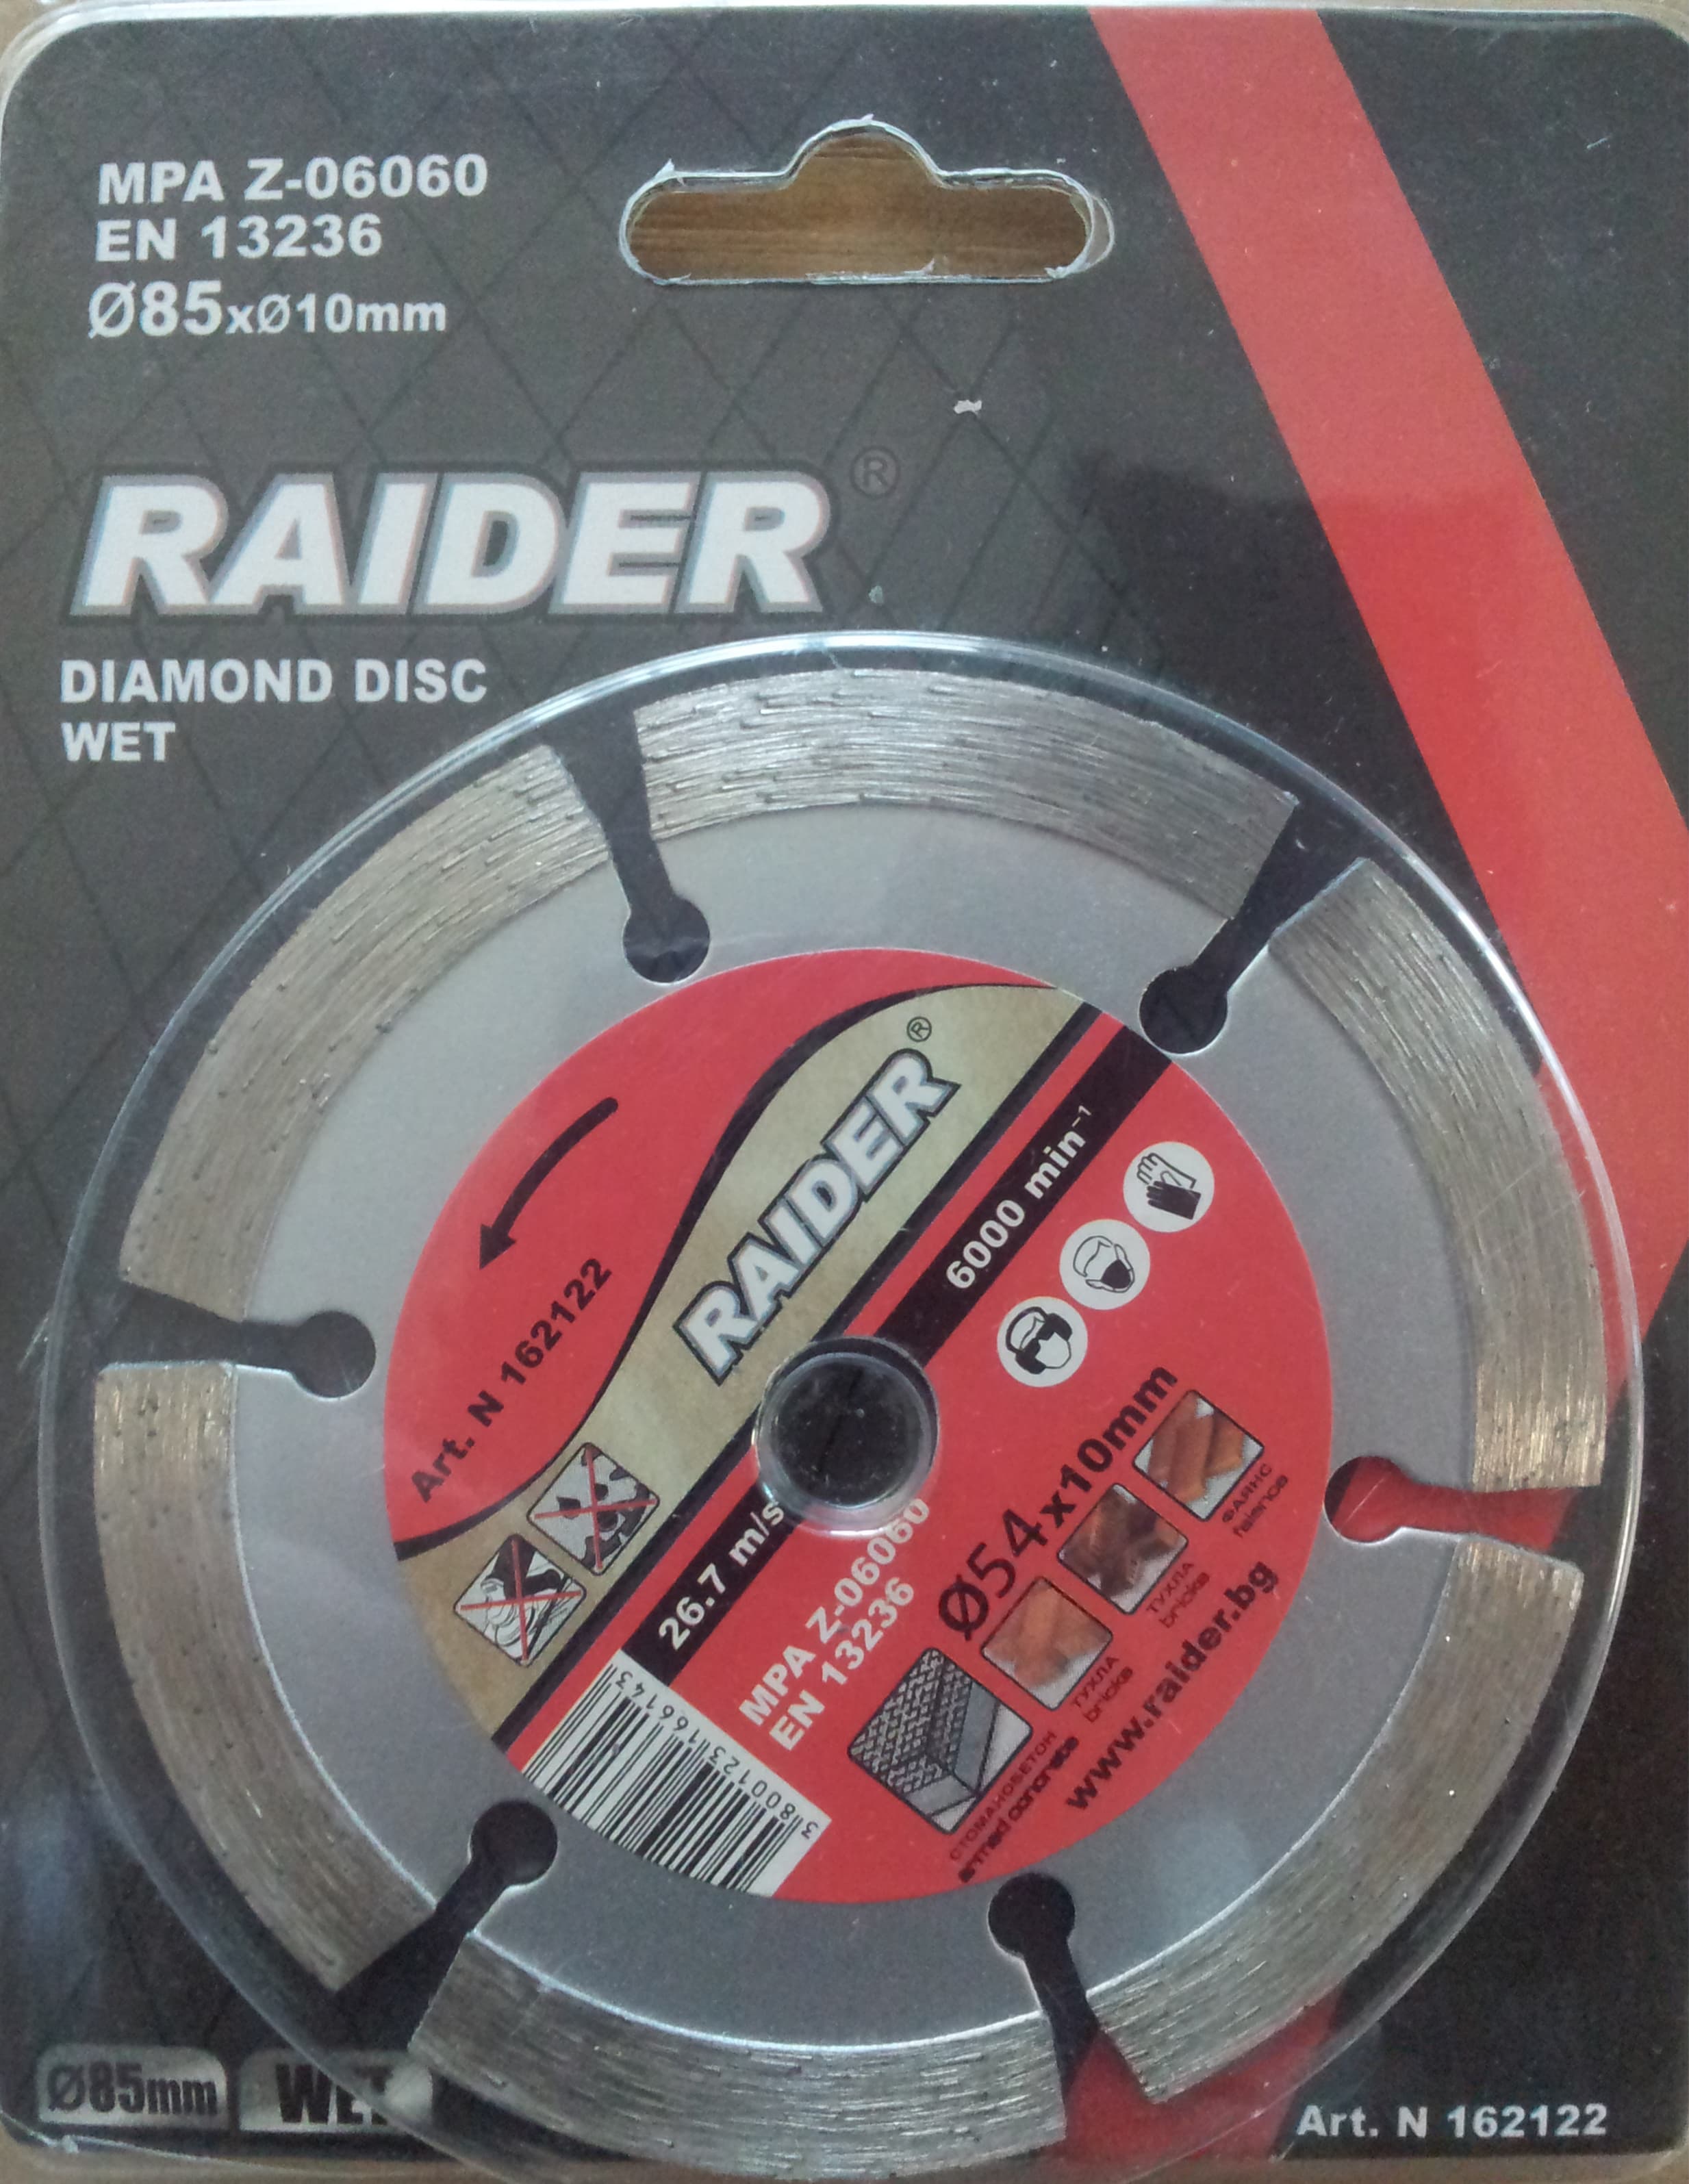 MPA Z-06060
EN 13236
Ø85xØ10mm
RAIDER®
DIAMOND DISC
WET
RAIDER®
6000 min⁻¹
Art. N 162122
26.7 m/s
MPA Z-06060
EN 13236
Ø54x10mm
ФАЯНС
faience
ТУХЛА
bricks
ТУХЛА
bricks
СТОМАНОБЕТОН
armed concrete
www.raider.bg
3800123166143
Ø85mm
WET
Art. N 162122